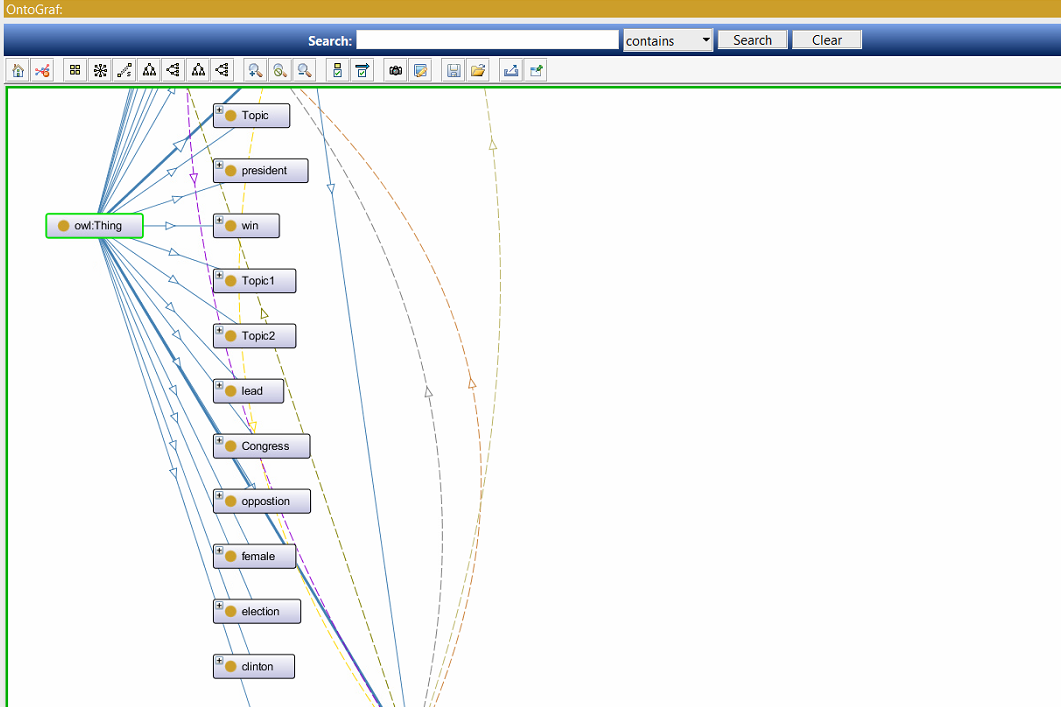 OntoGraf:
Search: contains Search Clear
Topic
president
owl:Thing
win
Topic1
Topic2
lead
Congress
oppostion
female
election
clinton